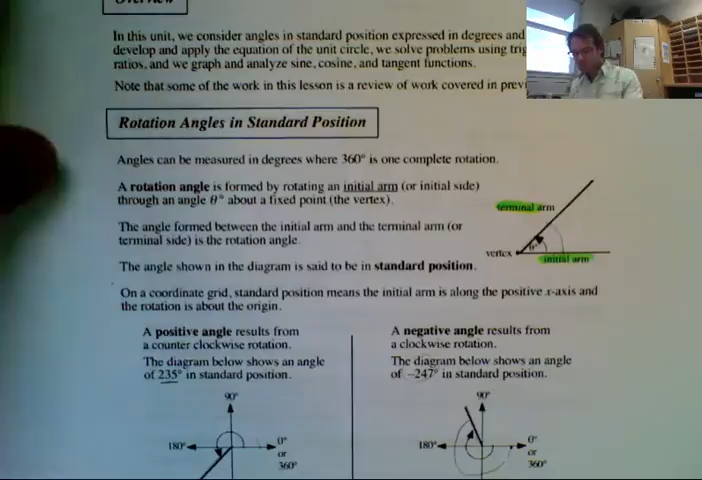 In this unit, we consider angles in standard position expressed in degrees and
develop and apply the equation of the unit circle, we solve problems using trig
ratios, and we graph and analyze sine, cosine, and tangent functions.
Note that some of the work in this lesson is a review of work covered in
Rotation Angles in Standard Position
Angles can be measured in degrees where 360° is one complete rotation.
A rotation angle is formed by rotating an initial arm (or initial side)
through an angle θ° about a fixed point (the vertex).
The angle formed between the initial arm and the terminal arm (or
terminal side) is the rotation angle.
The angle shown in the diagram is said to be in standard position.
terminal arm
θ°
vertex
initial arm
On a coordinate grid, standard position means the initial arm is along the positive x-axis and
the rotation is about the origin.
A positive angle results from
a counter clockwise rotation.
The diagram below shows an angle
of 235° in standard position.
90°
180°
0°
or
360°
A negative angle results from
a clockwise rotation.
The diagram below shows an angle
of −247° in standard position.
90°
180°
0°
or
360°